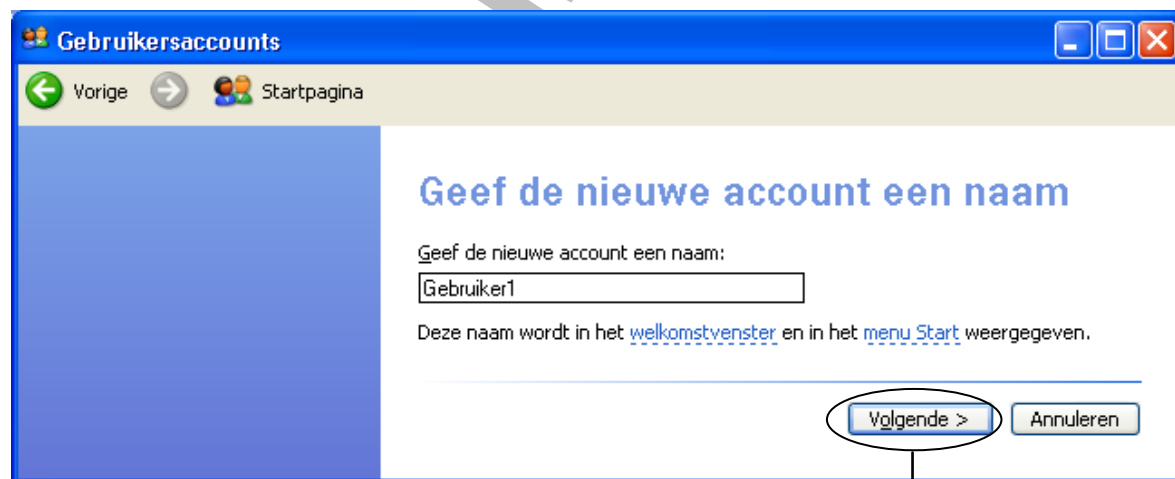 Gebruikersaccounts
Vorige Startpagina
Geef de nieuwe account een naam
Geef de nieuwe account een naam:
Gebruiker1
Deze naam wordt in het welkomstvenster en in het menu Start weergegeven.
Volgende > Annuleren